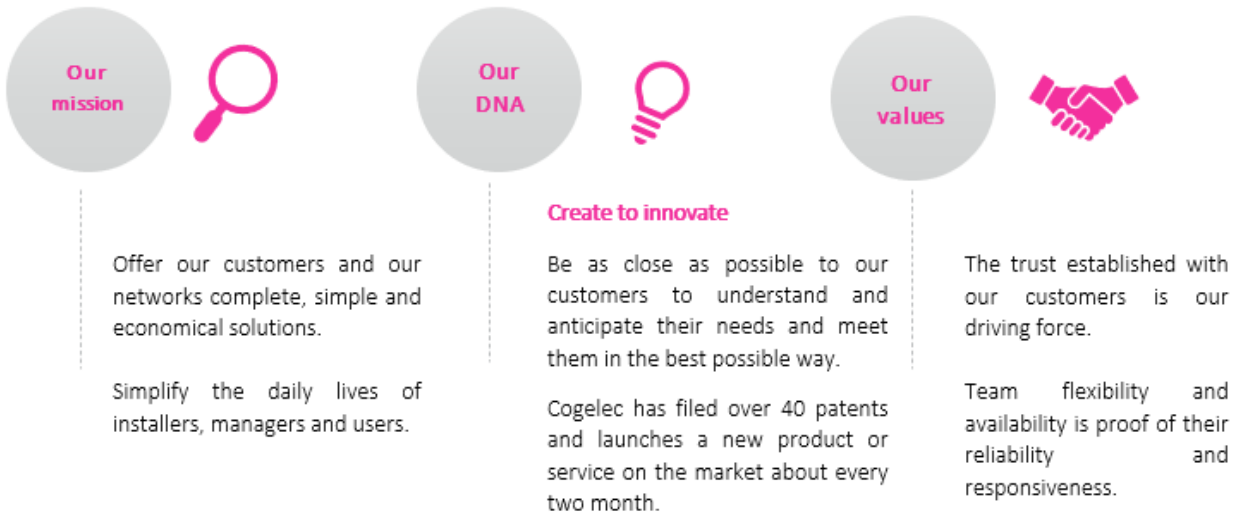 Our
mission
Offer our customers and our
networks complete, simple and
economical solutions.
Simplify the daily lives of
installers, managers and users.
Our
DNA
Create to innovate
Be as close as possible to our
customers to understand and
anticipate their needs and meet
them in the best possible way.
Cogelec has filed over 40 patents
and launches a new product or
service on the market about every
two month.
Our
values
The trust established with
our customers is our
driving force.
Team flexibility and
availability is proof of their
reliability and
responsiveness.